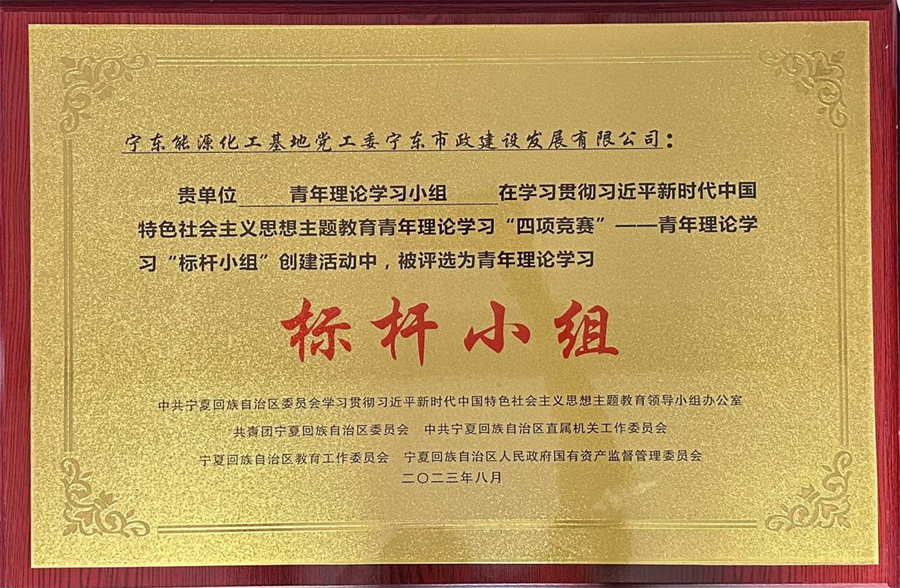 宁东能源化工基地党工委宁东市政建设发展有限公司：
贵单位 青年理论学习小组 在学习贯彻习近平新时代中国
特色社会主义思想主题教育青年理论学习“四项竞赛”——青年理论学
习“标杆小组”创建活动中，被评选为青年理论学习
标杆小组
中共宁夏回族自治区委员会学习贯彻习近平新时代中国特色社会主义思想主题教育领导小组办公室
共青团宁夏回族自治区委员会 中共宁夏回族自治区直属机关工作委员会
宁夏回族自治区教育工作委员会 宁夏回族自治区人民政府国有资产监督管理委员会
二〇二三年八月